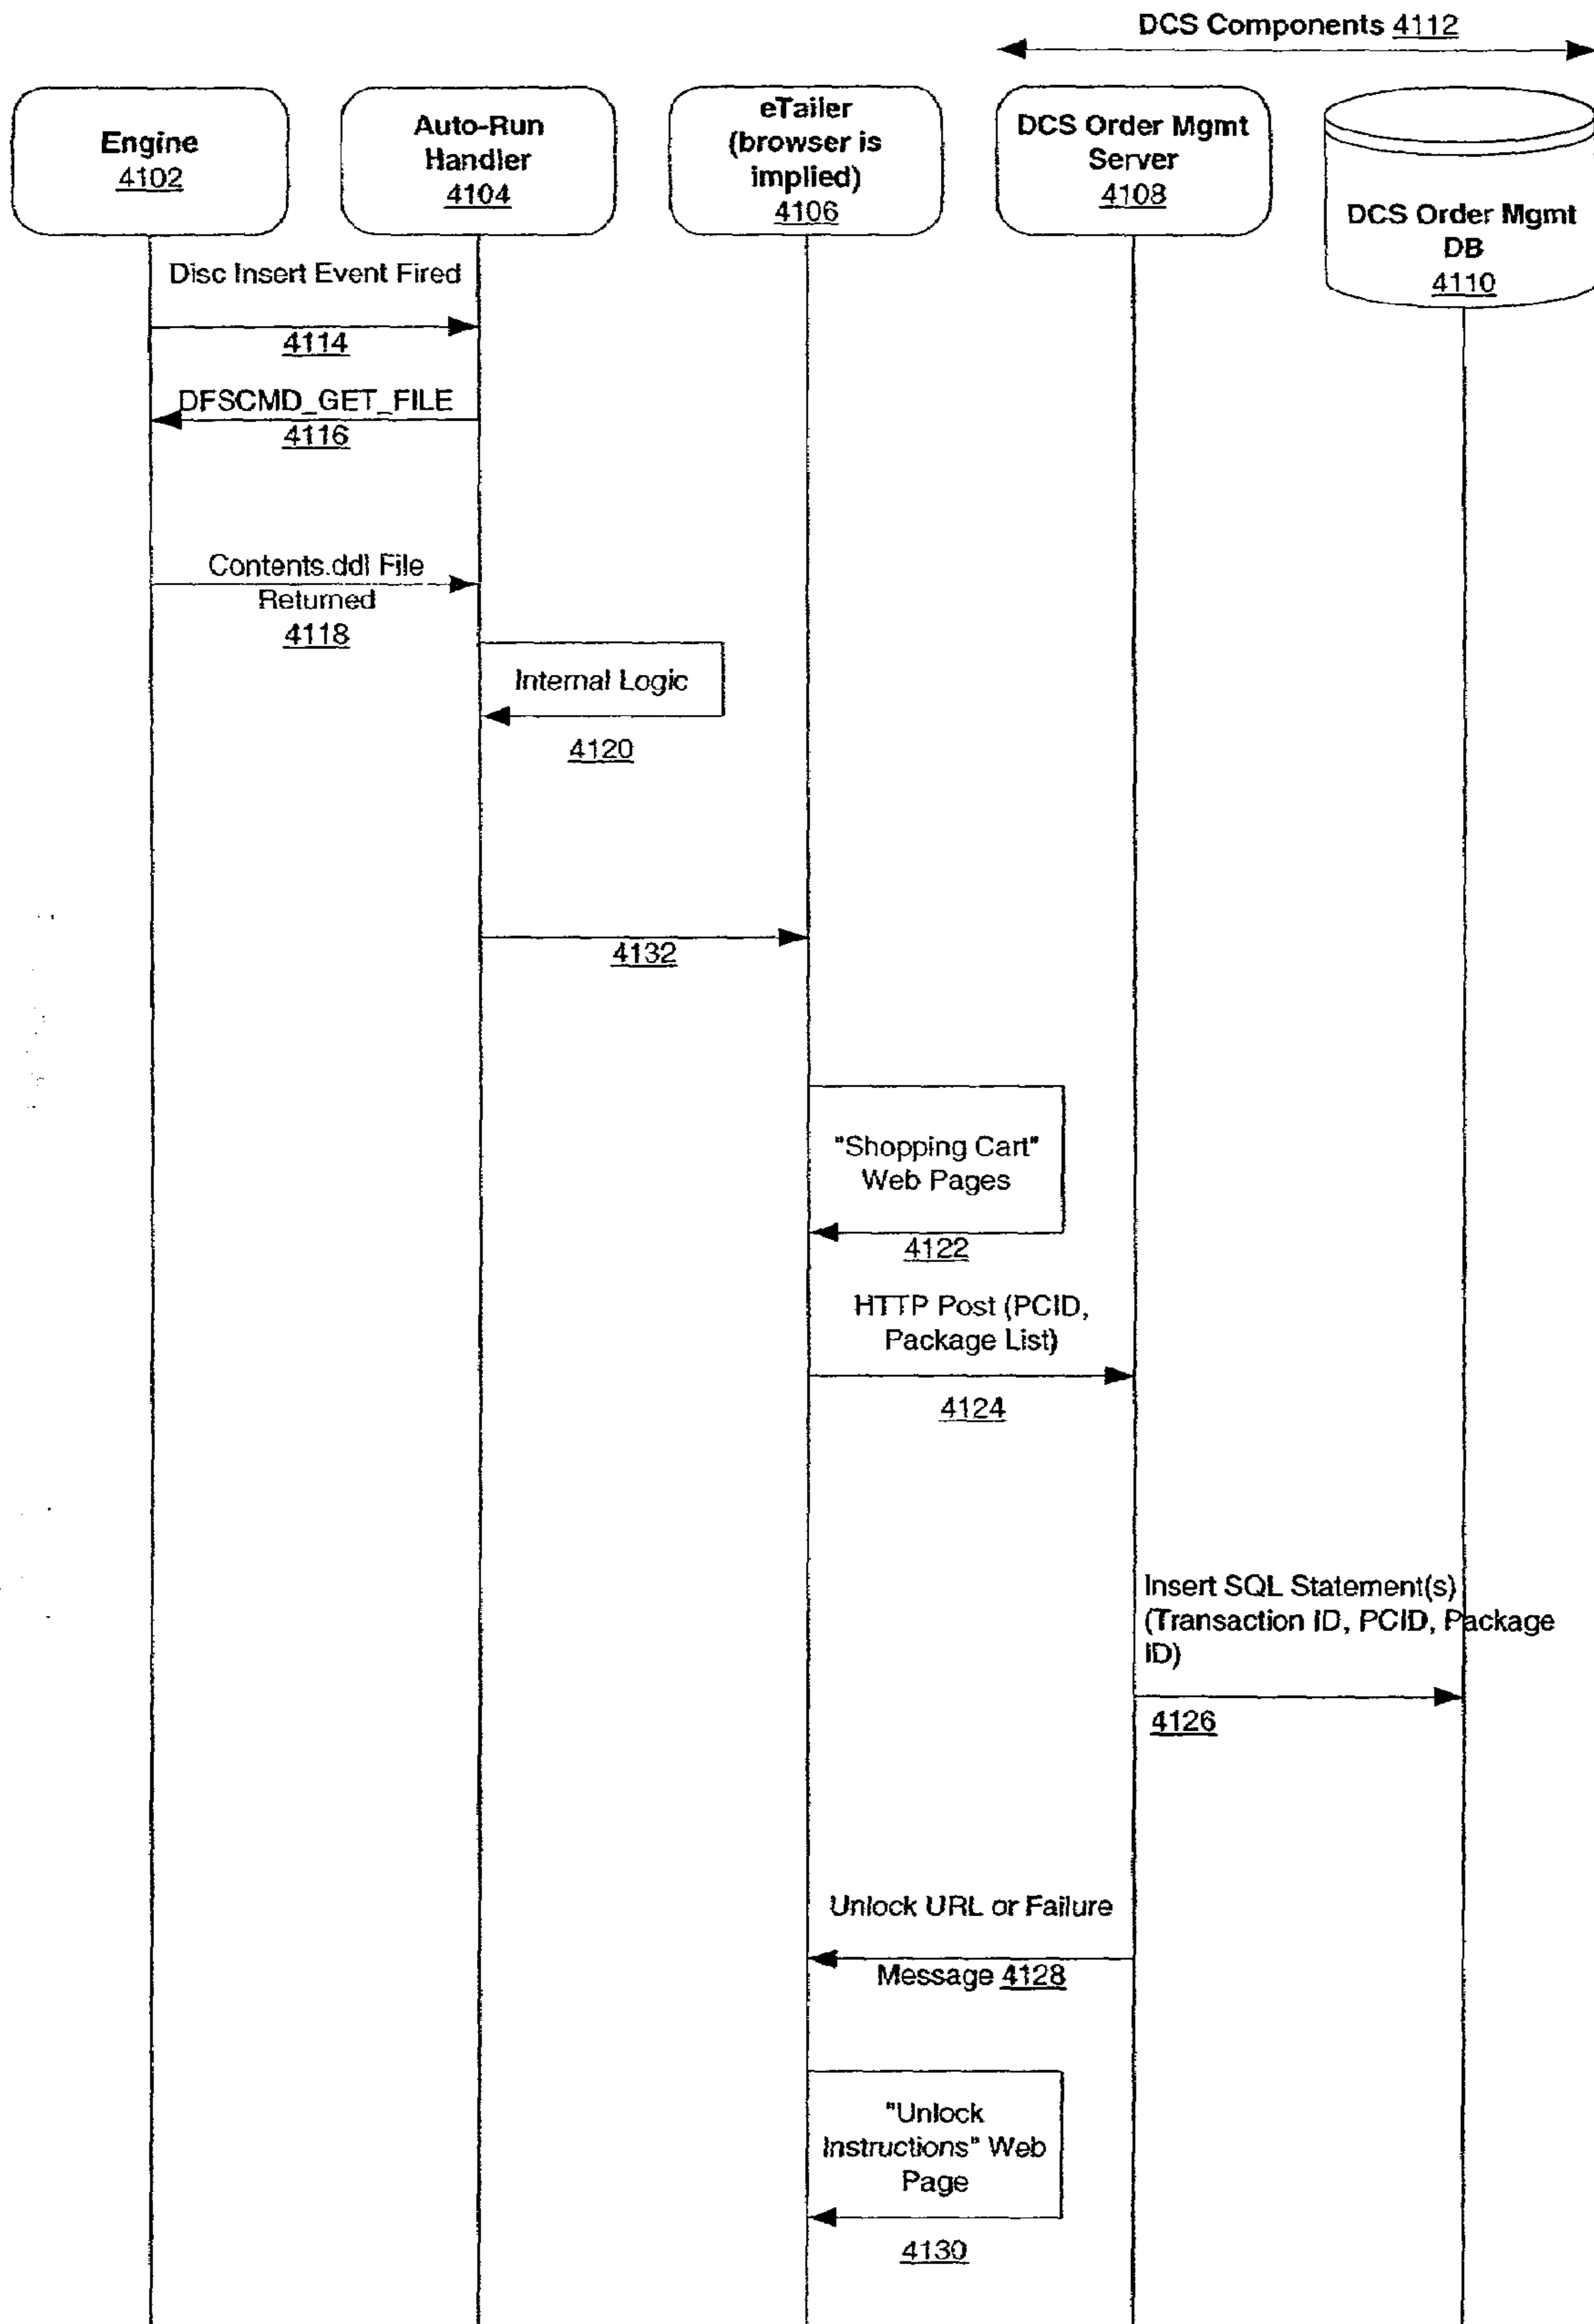 DCS Components 4112
Engine
4102
Auto-Run
Handler
4104
eTailer
(browser is
implied)
4106
DCS Order Mgmt
Server
4108
DCS Order Mgmt
DB
4110
Disc Insert Event Fired
4114
DFSCMD_GET_FILE
4116
Contents.ddl File
Returned
4118
Internal Logic
4120
4132
"Shopping Cart"
Web Pages
4122
HTTP Post (PCID,
Package List)
4124
Insert SQL Statement(s)
(Transaction ID, PCID, Package
ID)
4126
Unlock URL or Failure
Message 4128
"Unlock
Instructions" Web
Page
4130